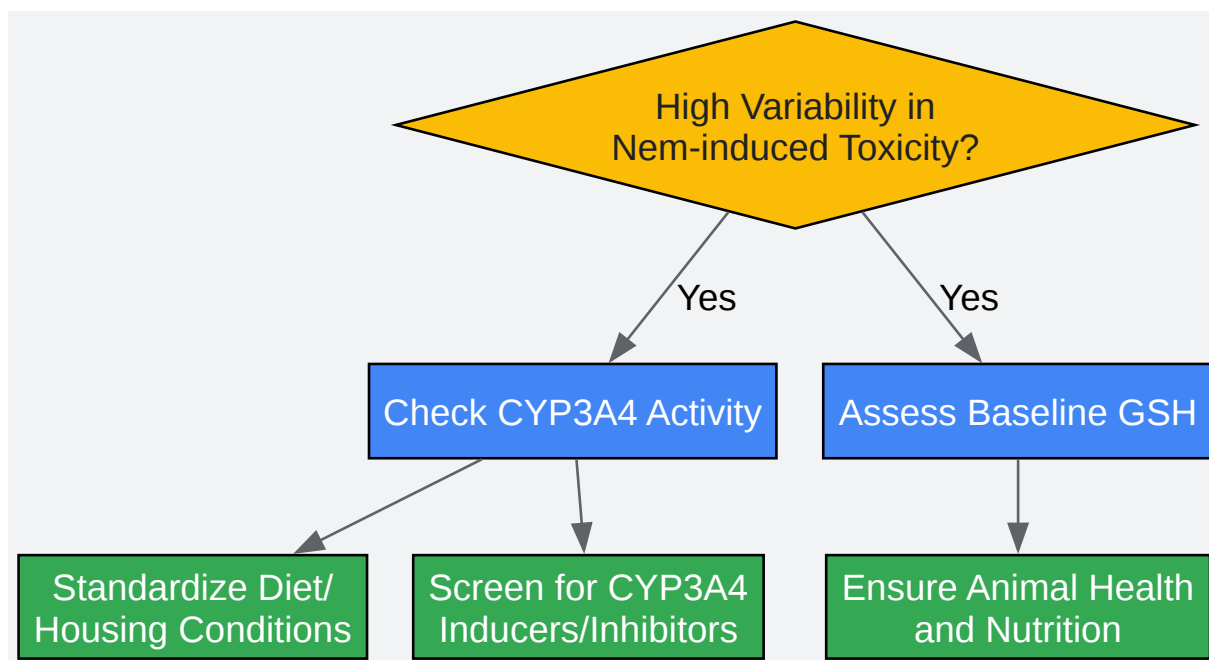 High Variability in
Nem-induced Toxicity?
Yes
Yes
Check CYP3A4 Activity
Assess Baseline GSH
Standardize Diet/
Housing Conditions
Screen for CYP3A4
Inducers/Inhibitors
Ensure Animal Health
and Nutrition